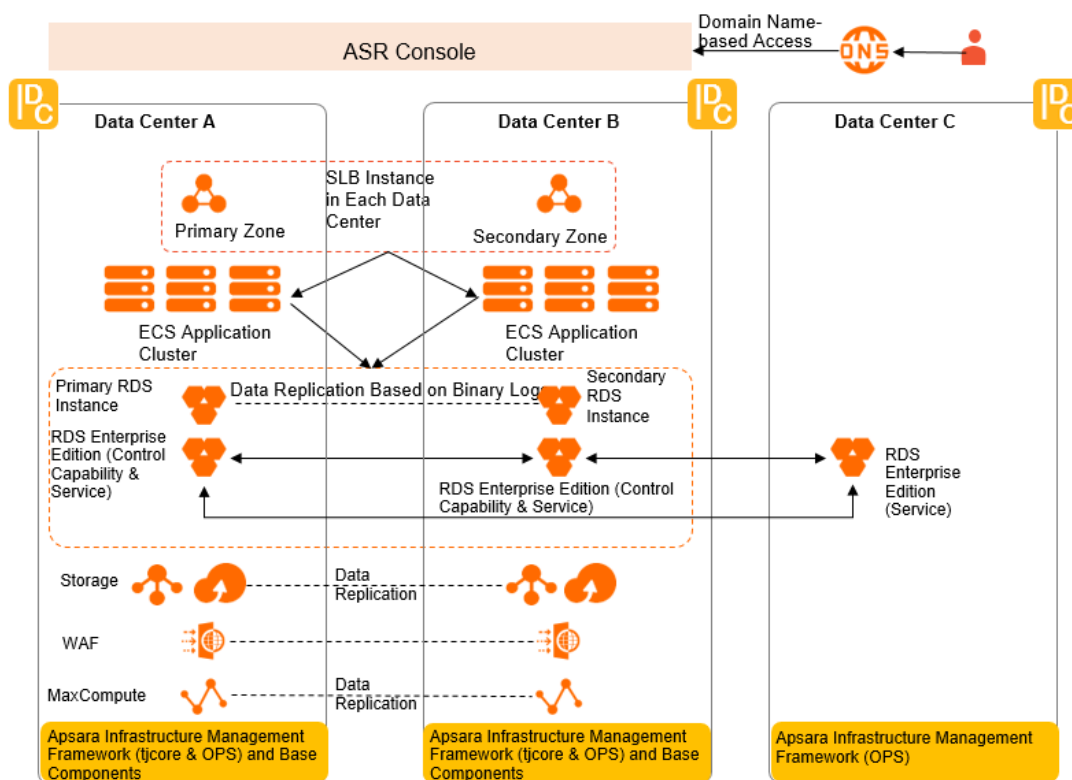 ASR Console
Domain Name-
based Access
DNS
DC
DC
DC
Data Center A
Data Center B
Data Center C
SLB Instance
in Each Data
Center
Primary Zone
Secondary Zone
ECS Application
Cluster
ECS Application
Cluster
Primary RDS
Instance
Data Replication Based on Binary Logs
Secondary
RDS
Instance
RDS Enterprise
Edition (Control
Capability &
Service)
RDS Enterprise Edition (Control
Capability & Service)
RDS
Enterprise
Edition
(Service)
Storage
Data
Replication
WAF
MaxCompute
Data
Replication
Apsara Infrastructure Management
Framework (tjcore & OPS) and Base
Components
Apsara Infrastructure Management
Framework (tjcore & OPS) and Base
Components
Apsara Infrastructure Management
Framework (OPS)